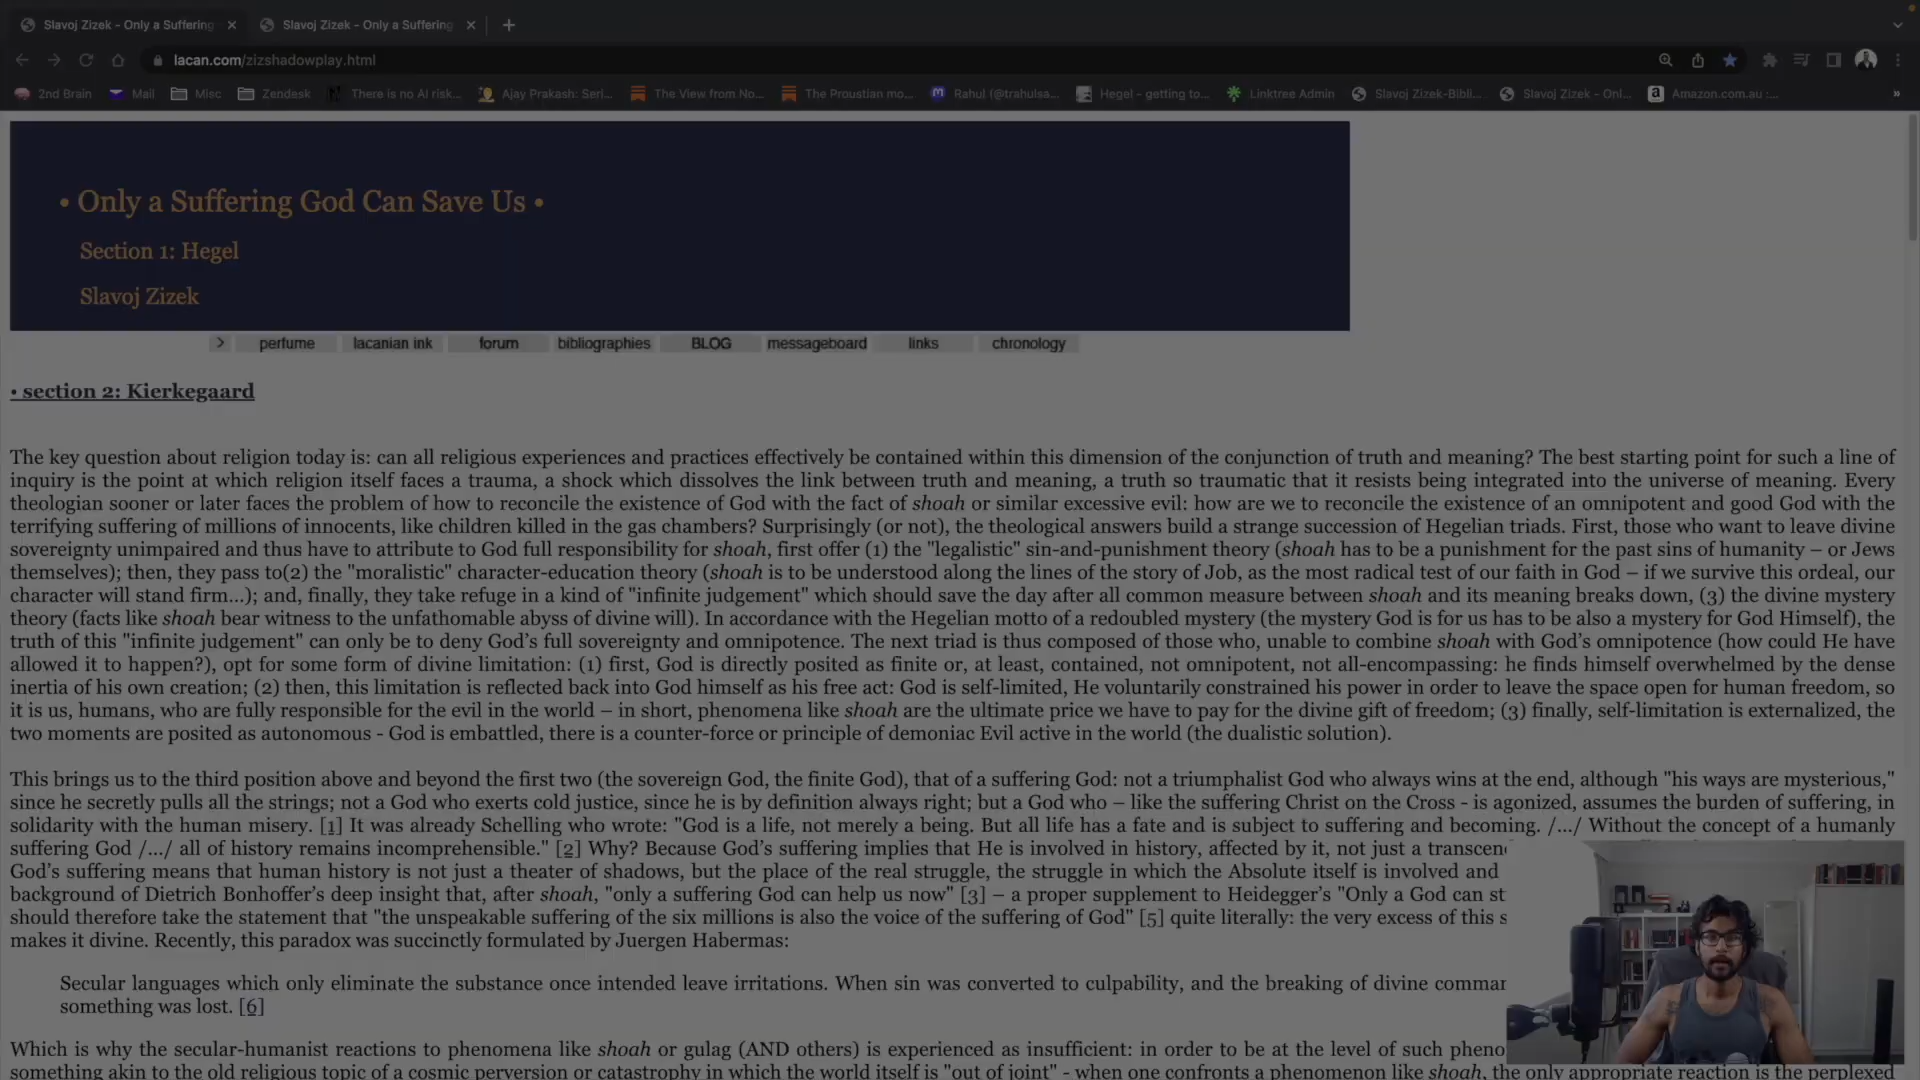 Slavoj Zizek - Only a Suffering
Slavoj Zizek - Only a Suffering
lacan.com/zizshadowplay.html
2nd Brain Mail Misc Zendesk There is no AI risk... Ajay Prakash: Seri... The View from No... The Proustian mo... Rahul (@trahulsa... Hegel - getting to... Linktree Admin Slavoj Zizek-Bibli... Slavoj Zizek - Onl... Amazon.com.au :... »
• Only a Suffering God Can Save Us •
Section 1: Hegel
Slavoj Zizek
> perfume lacanian ink forum bibliographies BLOG messageboard links chronology
• section 2: Kierkegaard
The key question about religion today is: can all religious experiences and practices effectively be contained within this dimension of the conjunction of truth and meaning? The best starting point for such a line of
inquiry is the point at which religion itself faces a trauma, a shock which dissolves the link between truth and meaning, a truth so traumatic that it resists being integrated into the universe of meaning. Every
theologian sooner or later faces the problem of how to reconcile the existence of God with the fact of shoah or similar excessive evil: how are we to reconcile the existence of an omnipotent and good God with the
terrifying suffering of millions of innocents, like children killed in the gas chambers? Surprisingly (or not), the theological answers build a strange succession of Hegelian triads. First, those who want to leave divine
sovereignty unimpaired and thus have to attribute to God full responsibility for shoah, first offer (1) the "legalistic" sin-and-punishment theory (shoah has to be a punishment for the past sins of humanity – or Jews
themselves); then, they pass to(2) the "moralistic" character-education theory (shoah is to be understood along the lines of the story of Job, as the most radical test of our faith in God – if we survive this ordeal, our
character will stand firm...); and, finally, they take refuge in a kind of "infinite judgement" which should save the day after all common measure between shoah and its meaning breaks down, (3) the divine mystery
theory (facts like shoah bear witness to the unfathomable abyss of divine will). In accordance with the Hegelian motto of a redoubled mystery (the mystery God is for us has to be also a mystery for God Himself), the
truth of this "infinite judgement" can only be to deny God's full sovereignty and omnipotence. The next triad is thus composed of those who, unable to combine shoah with God's omnipotence (how could He have
allowed it to happen?), opt for some form of divine limitation: (1) first, God is directly posited as finite or, at least, contained, not omnipotent, not all-encompassing: he finds himself overwhelmed by the dense
inertia of his own creation; (2) then, this limitation is reflected back into God himself as his free act: God is self-limited, He voluntarily constrained his power in order to leave the space open for human freedom, so
it is us, humans, who are fully responsible for the evil in the world – in short, phenomena like shoah are the ultimate price we have to pay for the divine gift of freedom; (3) finally, self-limitation is externalized, the
two moments are posited as autonomous - God is embattled, there is a counter-force or principle of demoniac Evil active in the world (the dualistic solution).
This brings us to the third position above and beyond the first two (the sovereign God, the finite God), that of a suffering God: not a triumphalist God who always wins at the end, although "his ways are mysterious,"
since he secretly pulls all the strings; not a God who exerts cold justice, since he is by definition always right; but a God who – like the suffering Christ on the Cross - is agonized, assumes the burden of suffering, in
solidarity with the human misery. [1] It was already Schelling who wrote: "God is a life, not merely a being. But all life has a fate and is subject to suffering and becoming. /.../ Without the concept of a humanly
suffering God /.../ all of history remains incomprehensible." [2] Why? Because God's suffering implies that He is involved in history, affected by it, not just a transcend
God's suffering means that human history is not just a theater of shadows, but the place of the real struggle, the struggle in which the Absolute itself is involved and
background of Dietrich Bonhoffer's deep insight that, after shoah, "only a suffering God can help us now" [3] – a proper supplement to Heidegger's "Only a God can st
should therefore take the statement that "the unspeakable suffering of the six millions is also the voice of the suffering of God" [5] quite literally: the very excess of this s
makes it divine. Recently, this paradox was succinctly formulated by Juergen Habermas:
Secular languages which only eliminate the substance once intended leave irritations. When sin was converted to culpability, and the breaking of divine commar
something was lost. [6]
Which is why the secular-humanist reactions to phenomena like shoah or gulag (AND others) is experienced as insufficient: in order to be at the level of such pheno
something akin to the old religious topic of a cosmic perversion or catastrophy in which the world itself is "out of joint" - when one confronts a phenomenon like shoah, the only appropriate reaction is the perplexed